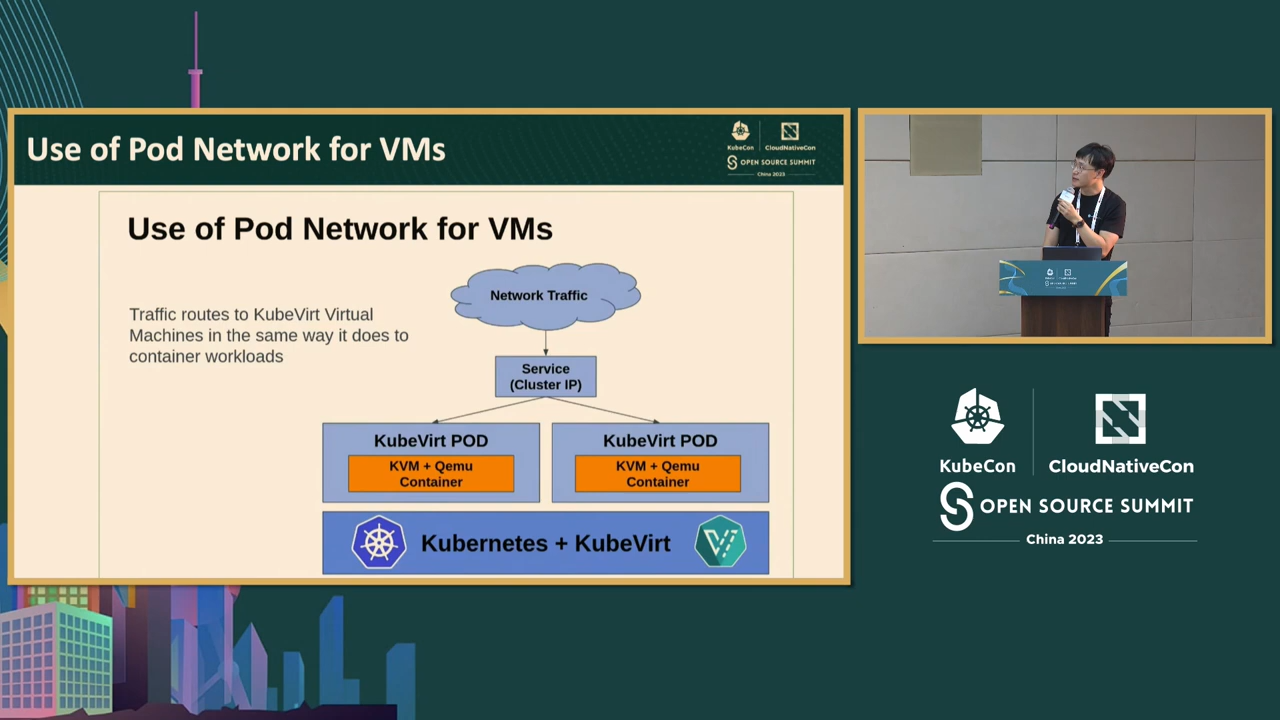 Use of Pod Network for VMs
KubeCon
CloudNativeCon
OPEN SOURCE SUMMIT
China 2023
Use of Pod Network for VMs
Traffic routes to KubeVirt Virtual
Machines in the same way it does to
container workloads
Network Traffic
Service
(Cluster IP)
KubeVirt POD
KVM + Qemu
Container
KubeVirt POD
KVM + Qemu
Container
Kubernetes + KubeVirt
KubeCon
CloudNativeCon
OPEN SOURCE SUMMIT
China 2023